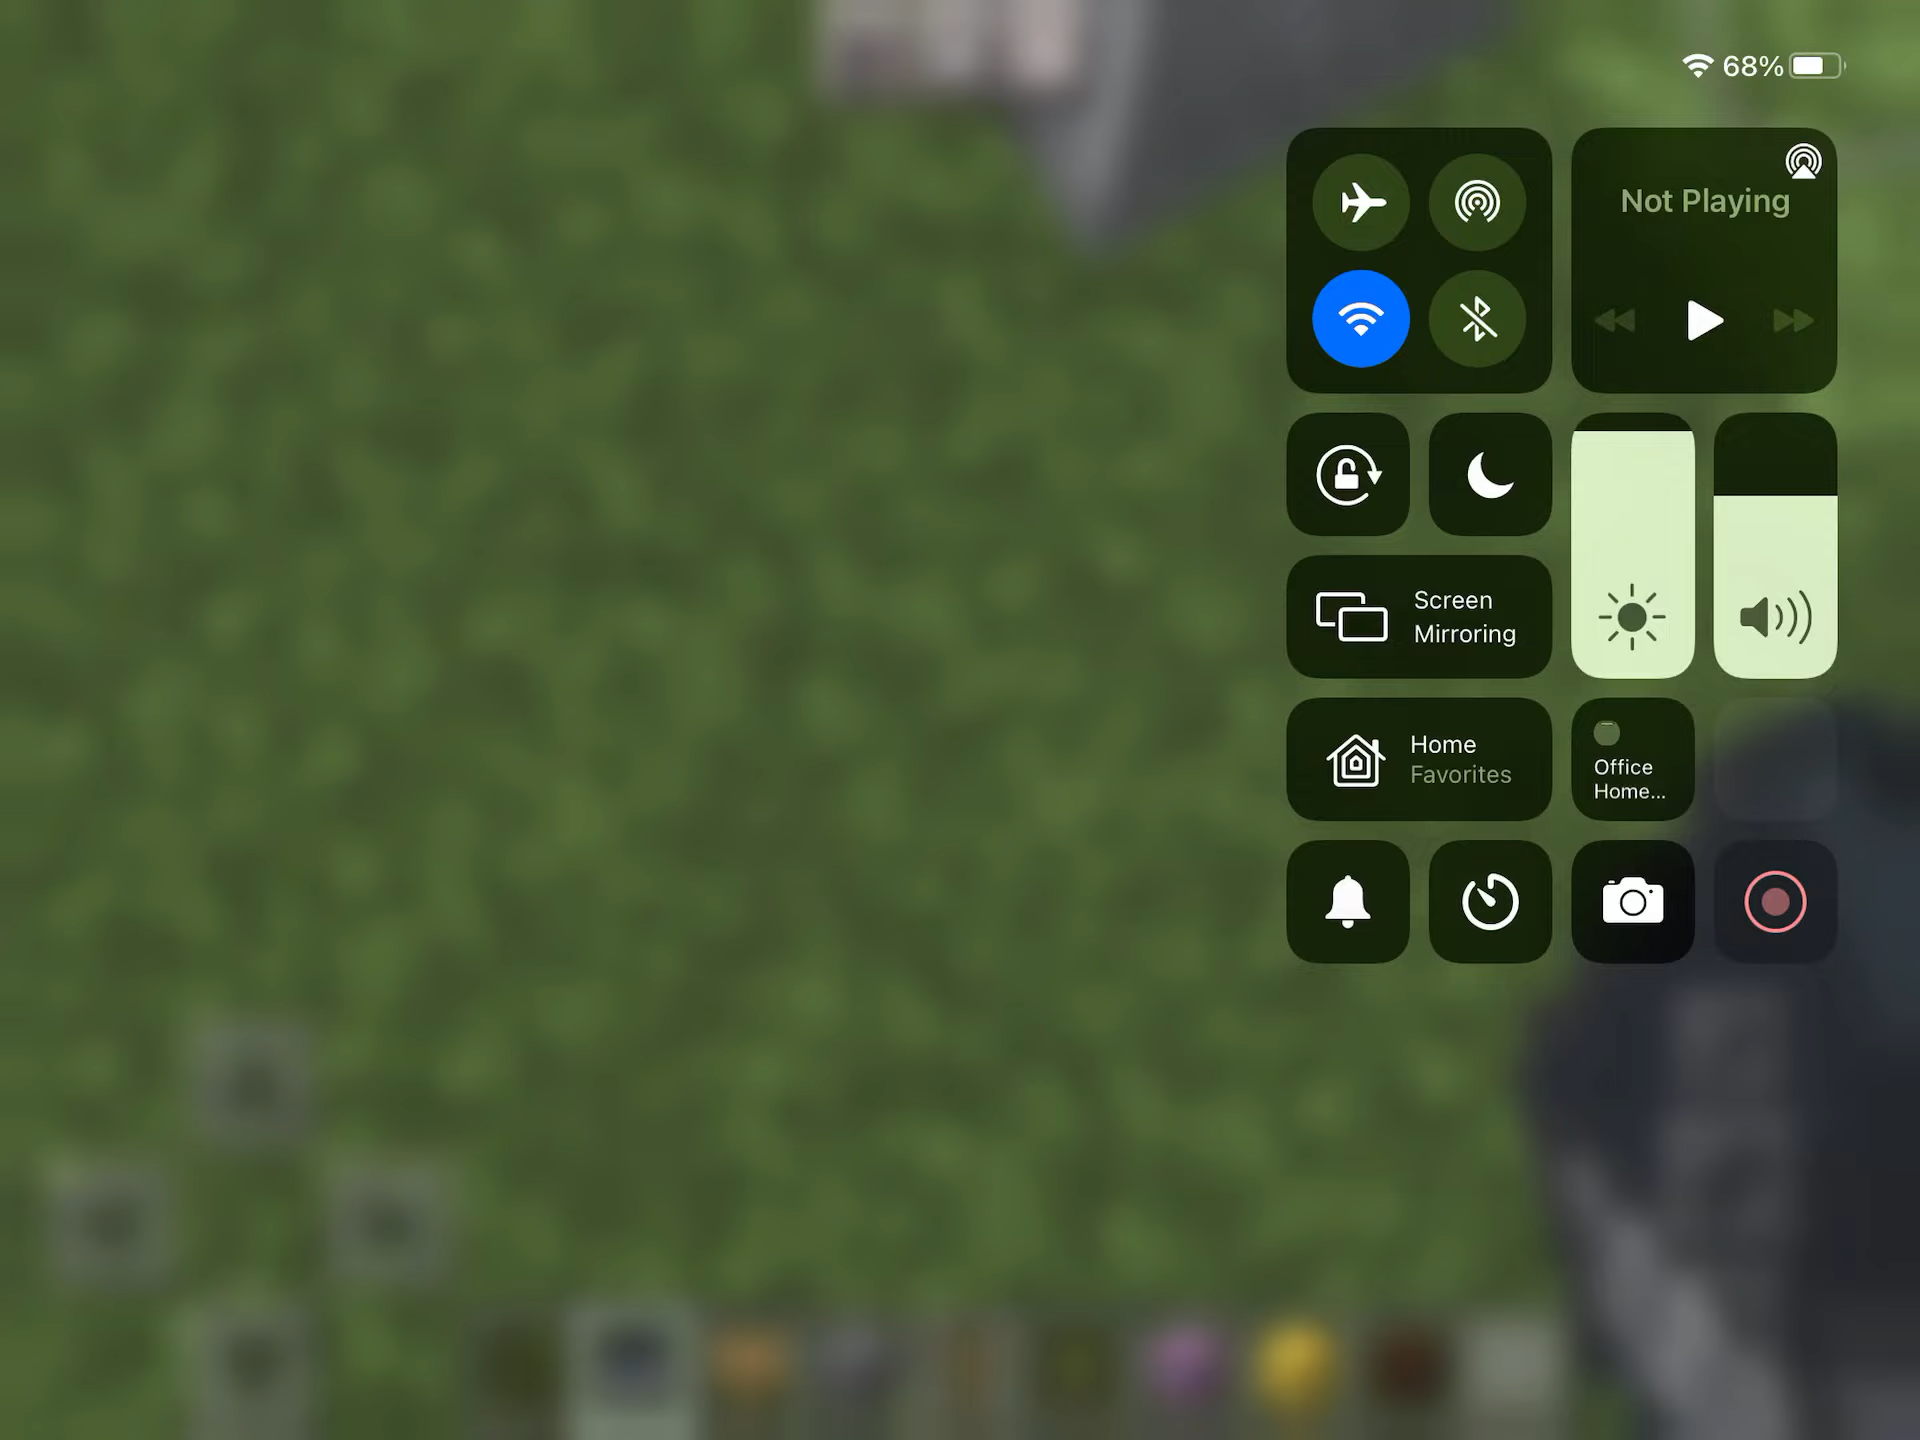 68%
Not Playing
Screen
Mirroring
Home
Favorites
Office
Home...